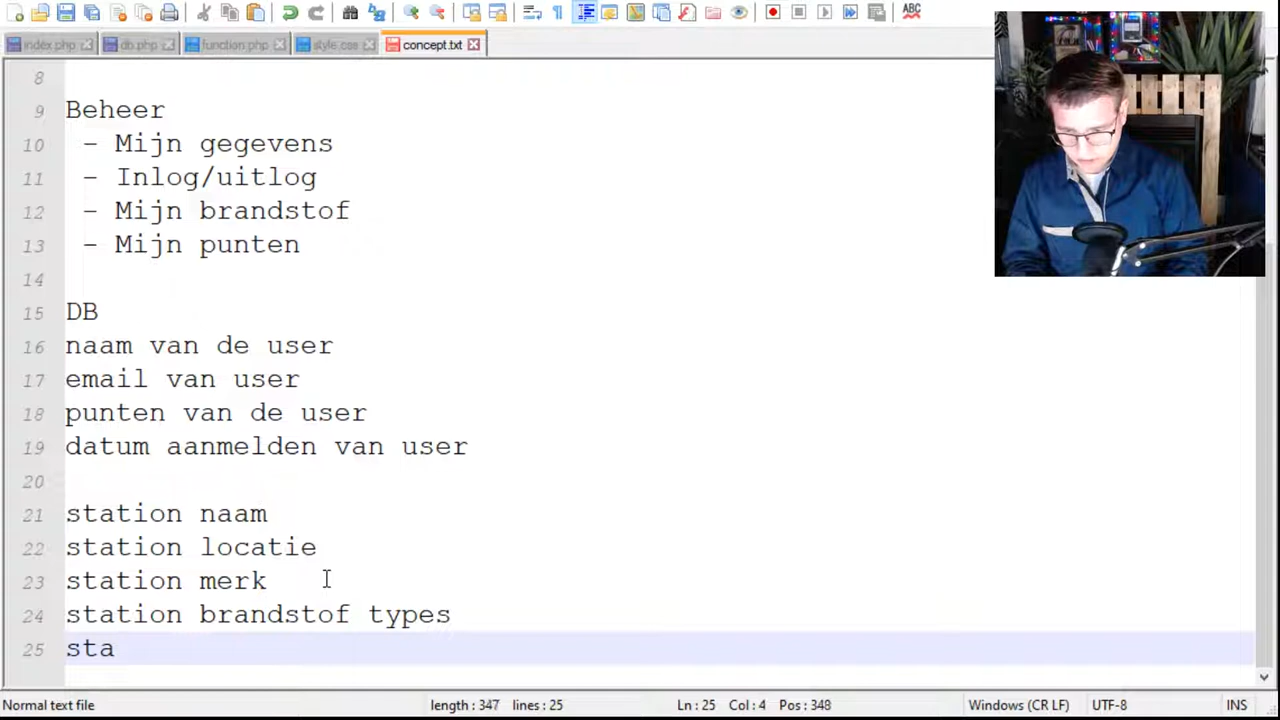 index.php
db.php
function.php
style.css
concept.txt
ABC
8
9 Beheer
10 - Mijn gegevens
11 - Inlog/uitlog
12 - Mijn brandstof
13 - Mijn punten
14
15 DB
16 naam van de user
17 email van user
18 punten van de user
19 datum aanmelden van user
20
21 station naam
22 station locatie
23 station merk
24 station brandstof types
25 sta
Normal text file length : 347 lines : 25 Ln : 25 Col : 4 Pos : 348 Windows (CR LF) UTF-8 INS